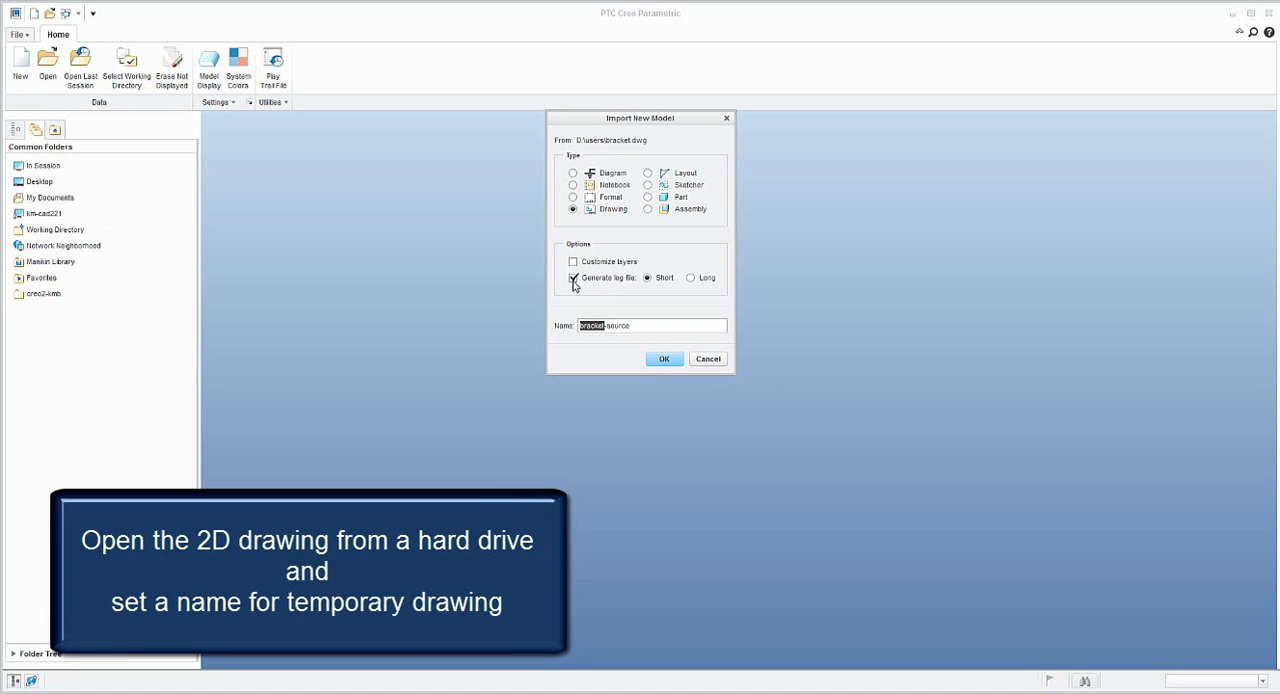 PTC Creo Parametric
File
Home
New
Open
Open Last Session
Select Working Directory
Erase Not Displayed
Model Display
System Colors
Play Trail File
Data
Settings
Utilities
Common Folders
In Session
Desktop
My Documents
km-cad221
Working Directory
Network Neighborhood
Manikin Library
Favorites
creo2-kmb
Folder Tree
Import New Model
From: D:\users\bracket.dwg
Type
Diagram
Layout
Notebook
Sketcher
Format
Part
Drawing
Assembly
Options
Customize layers
Generate log file: Short Long
Name: bracket-source
OK
Cancel
Open the 2D drawing from a hard drive
and
set a name for temporary drawing